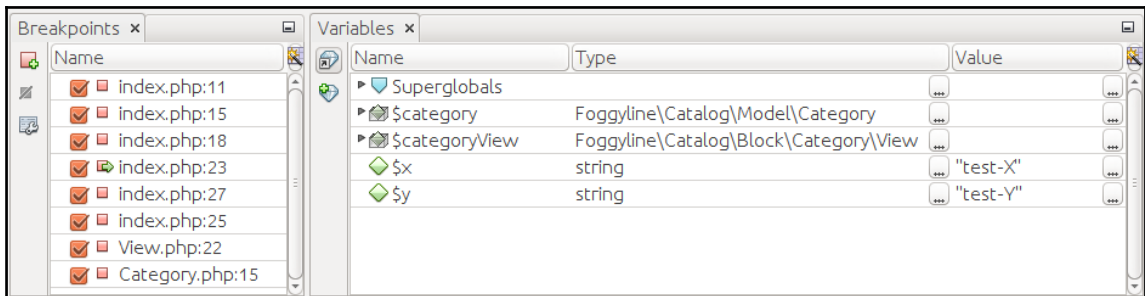 Breakpoints × Variables ×
Name Name Type Value
index.php:11 Superglobals ... ...
index.php:15 $category Foggyline\Catalog\Model\Category ... ...
index.php:18 $categoryView Foggyline\Catalog\Block\Category\View ... ...
index.php:23 $x string ... "test-X" ...
index.php:27 $y string ... "test-Y" ...
index.php:25
View.php:22
Category.php:15